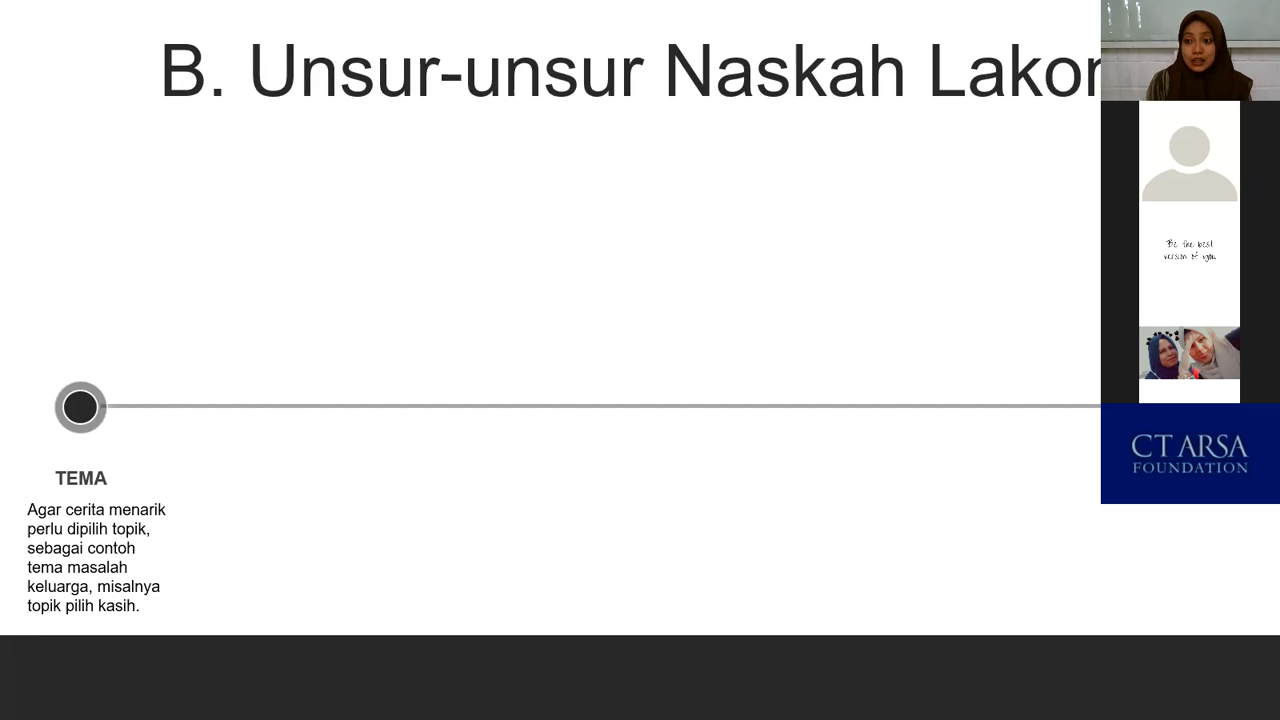 B. Unsur-unsur Naskah Lakon
Be the best
version of you
CT ARSA
FOUNDATION
TEMA
Agar cerita menarik
perlu dipilih topik,
sebagai contoh
tema masalah
keluarga, misalnya
topik pilih kasih.